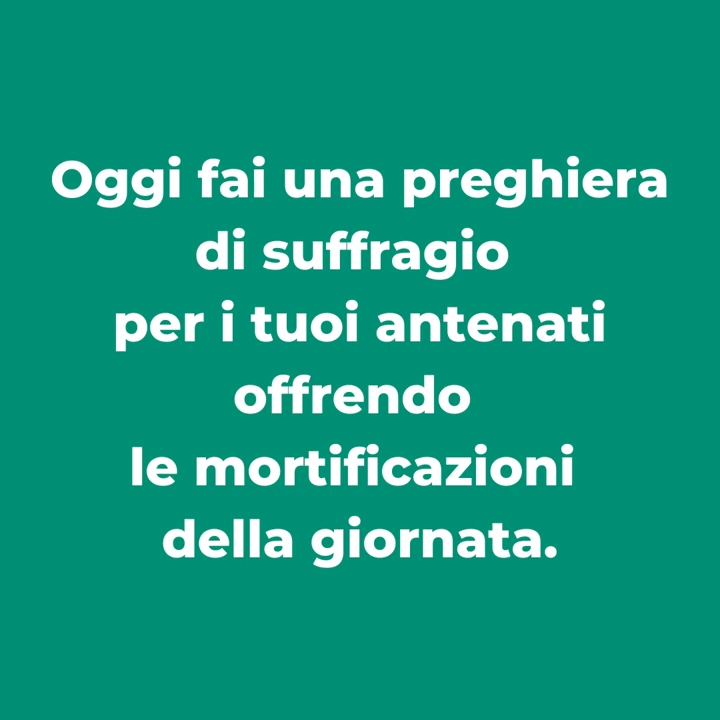 Oggi fai una preghiera
di suffragio
per i tuoi antenati
offrendo
le mortificazioni
della giornata.